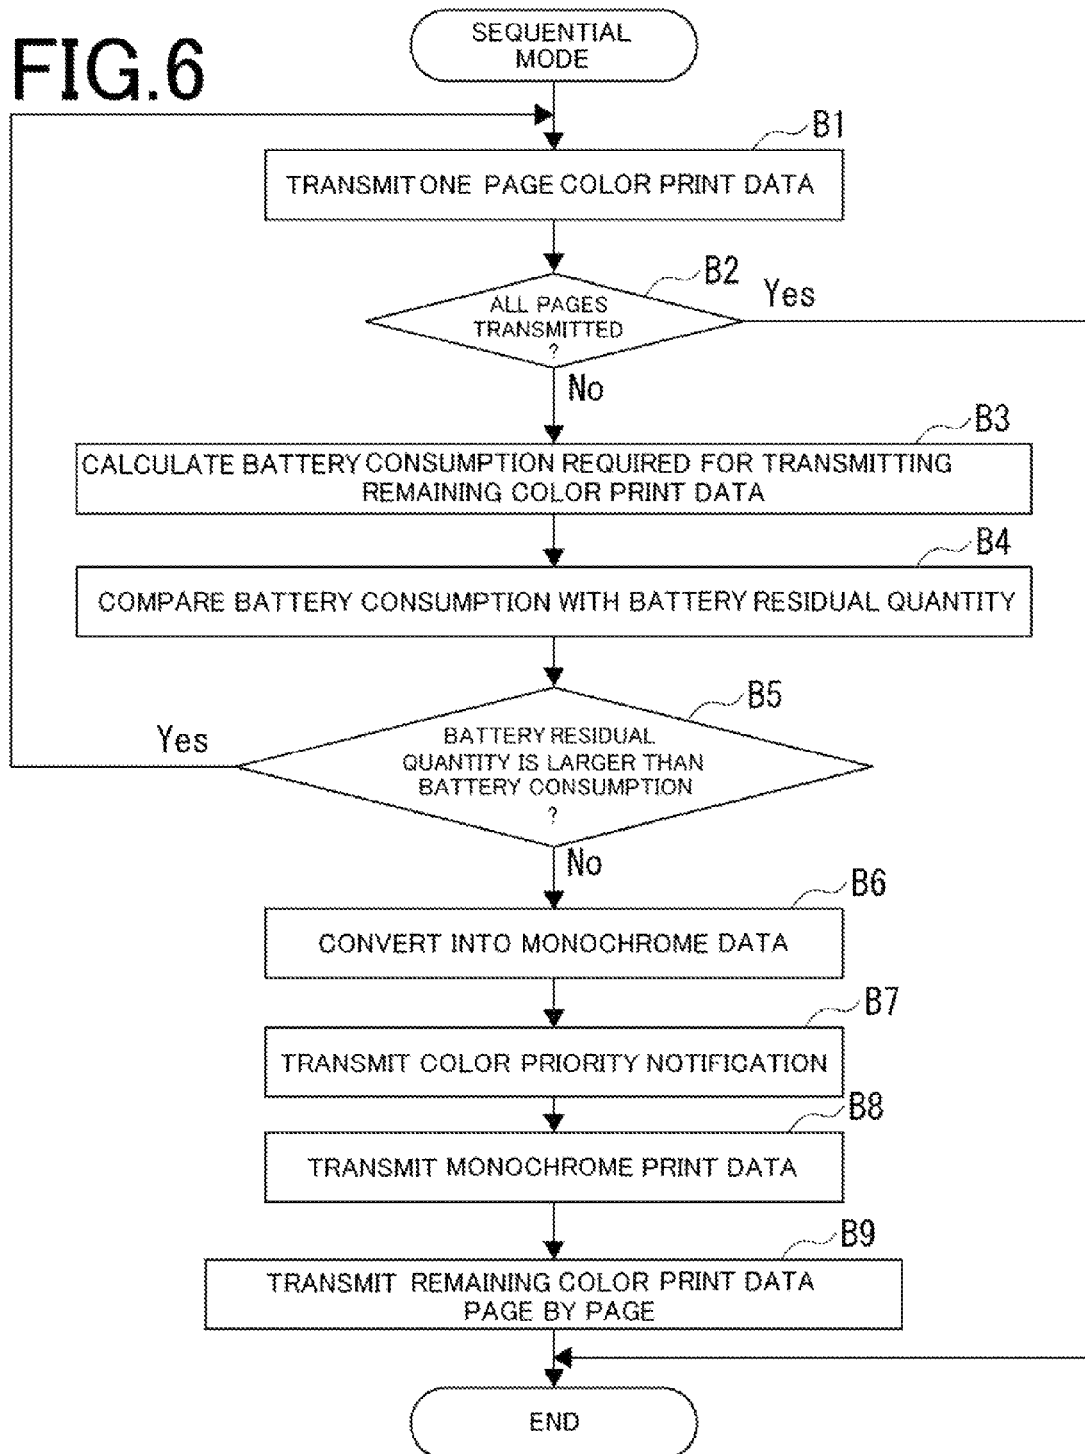 FIG.6
SEQUENTIAL
MODE
B1
TRANSMIT ONE PAGE COLOR PRINT DATA
B2
ALL PAGES
TRANSMITTED
?
Yes
No
B3
CALCULATE BATTERY CONSUMPTION REQUIRED FOR TRANSMITTING
REMAINING COLOR PRINT DATA
B4
COMPARE BATTERY CONSUMPTION WITH BATTERY RESIDUAL QUANTITY
B5
Yes
BATTERY RESIDUAL
QUANTITY IS LARGER THAN
BATTERY CONSUMPTION
?
No
B6
CONVERT INTO MONOCHROME DATA
B7
TRANSMIT COLOR PRIORITY NOTIFICATION
B8
TRANSMIT MONOCHROME PRINT DATA
B9
TRANSMIT REMAINING COLOR PRINT DATA
PAGE BY PAGE
END